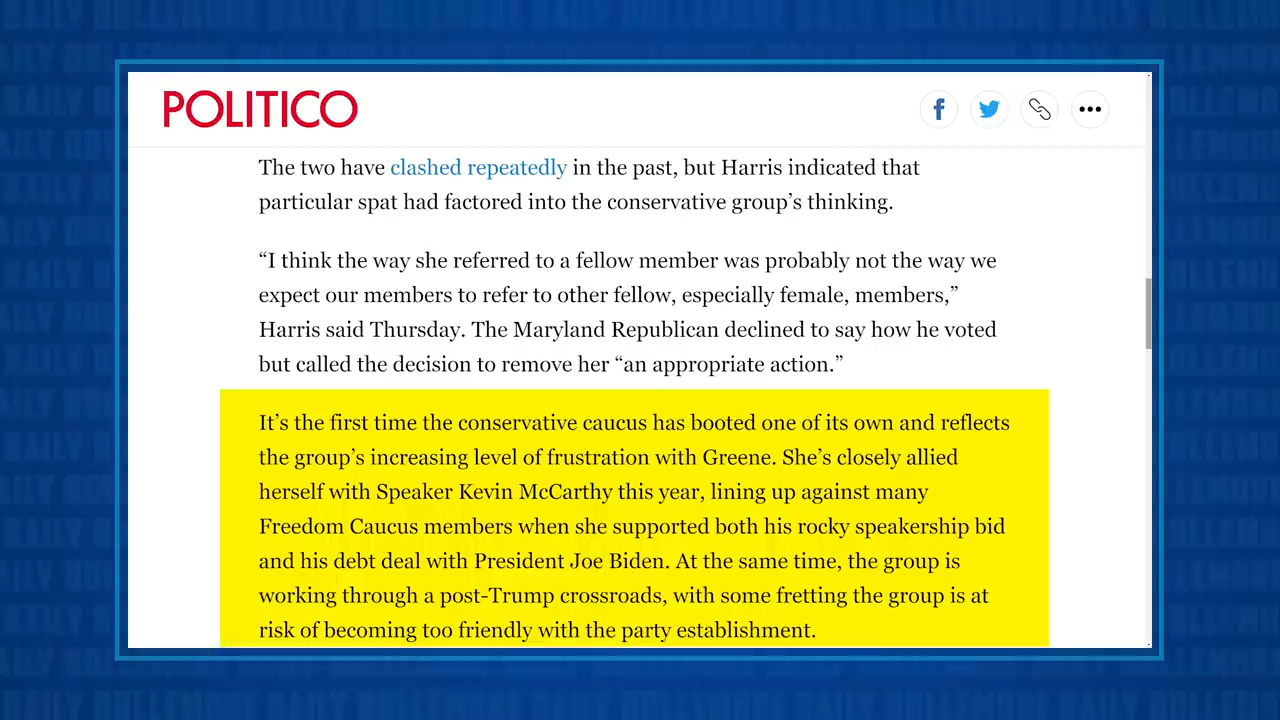 POLITICO
The two have clashed repeatedly in the past, but Harris indicated that
particular spat had factored into the conservative group’s thinking.
“I think the way she referred to a fellow member was probably not the way we
expect our members to refer to other fellow, especially female, members,”
Harris said Thursday. The Maryland Republican declined to say how he voted
but called the decision to remove her “an appropriate action.”
It’s the first time the conservative caucus has booted one of its own and reflects
the group’s increasing level of frustration with Greene. She’s closely allied
herself with Speaker Kevin McCarthy this year, lining up against many
Freedom Caucus members when she supported both his rocky speakership bid
and his debt deal with President Joe Biden. At the same time, the group is
working through a post-Trump crossroads, with some fretting the group is at
risk of becoming too friendly with the party establishment.